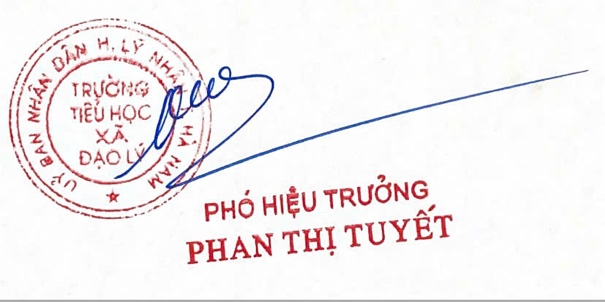 UỶ BAN NHÂN DÂN H. LÝ NHÂN HÀ NAM
TRƯỜNG
TIỂU HỌC
XÃ
ĐẠO LÝ
PHÓ HIỆU TRƯỞNG
PHAN THỊ TUYẾT